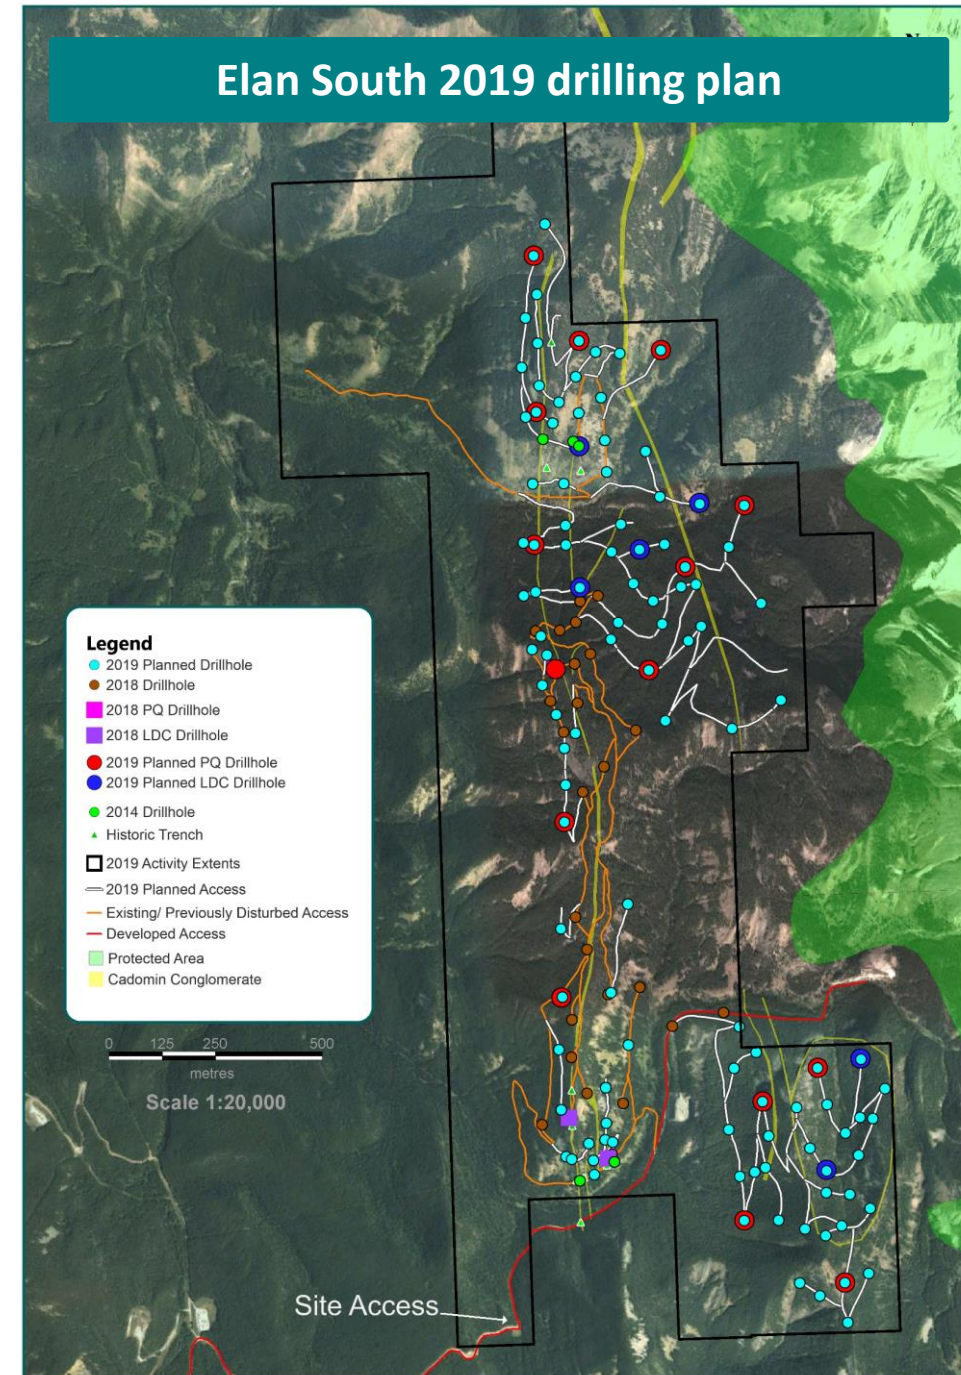 Elan South 2019 drilling plan
Legend
2019 Planned Drillhole
2018 Drillhole
2018 PQ Drillhole
2018 LDC Drillhole
2019 Planned PQ Drillhole
2019 Planned LDC Drillhole
2014 Drillhole
Historic Trench
2019 Activity Extents
2019 Planned Access
Existing/ Previously Disturbed Access
Developed Access
Protected Area
Cadomin Conglomerate
0 125 250 500
metres
Scale 1:20,000
Site Access